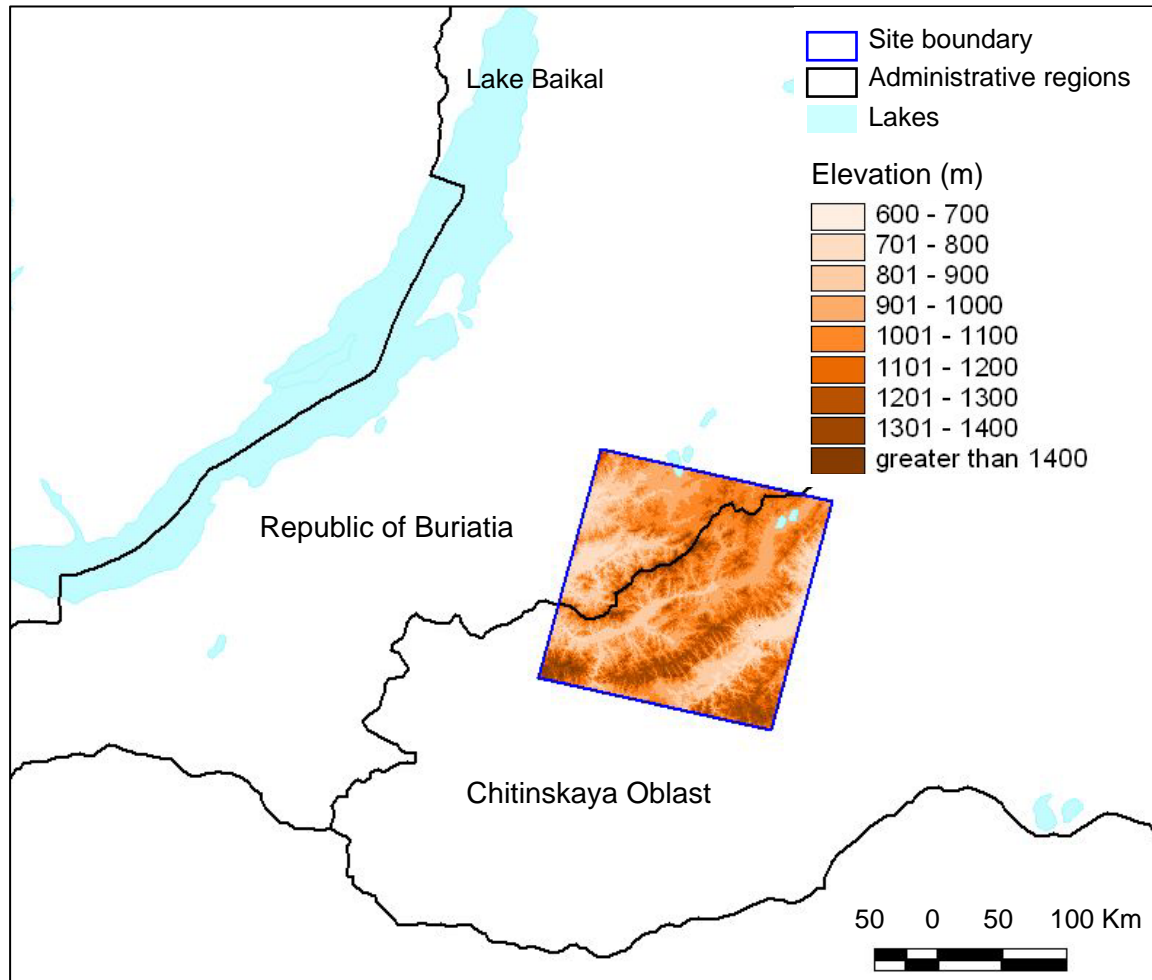 Lake Baikal
Site boundary
Administrative regions
Lakes
Elevation (m)
600 - 700
701 - 800
801 - 900
901 - 1000
1001 - 1100
1101 - 1200
1201 - 1300
1301 - 1400
greater than 1400
Republic of Buriatia
Chitinskaya Oblast
50 0 50 100 Km